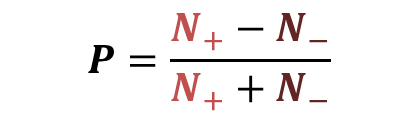 P = (N₊ − N₋) / (N₊ + N₋)